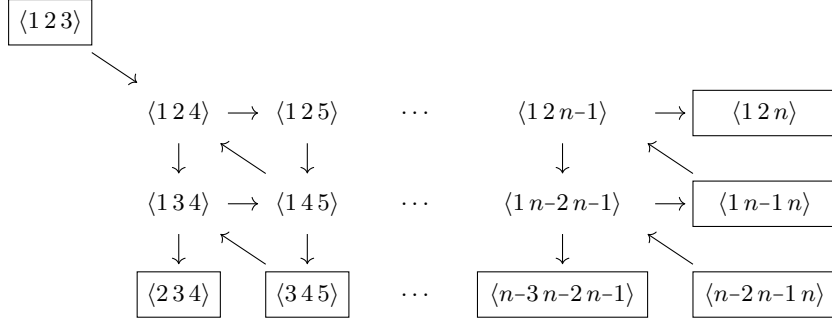 ⟨1 2 3⟩
⟨1 2 4⟩ ⟨1 2 5⟩ ⋯ ⟨1 2 n–1⟩ ⟨1 2 n⟩
⟨1 3 4⟩ ⟨1 4 5⟩ ⋯ ⟨1 n–2 n–1⟩ ⟨1 n–1 n⟩
⟨2 3 4⟩ ⟨3 4 5⟩ ⋯ ⟨n–3 n–2 n–1⟩ ⟨n–2 n–1 n⟩